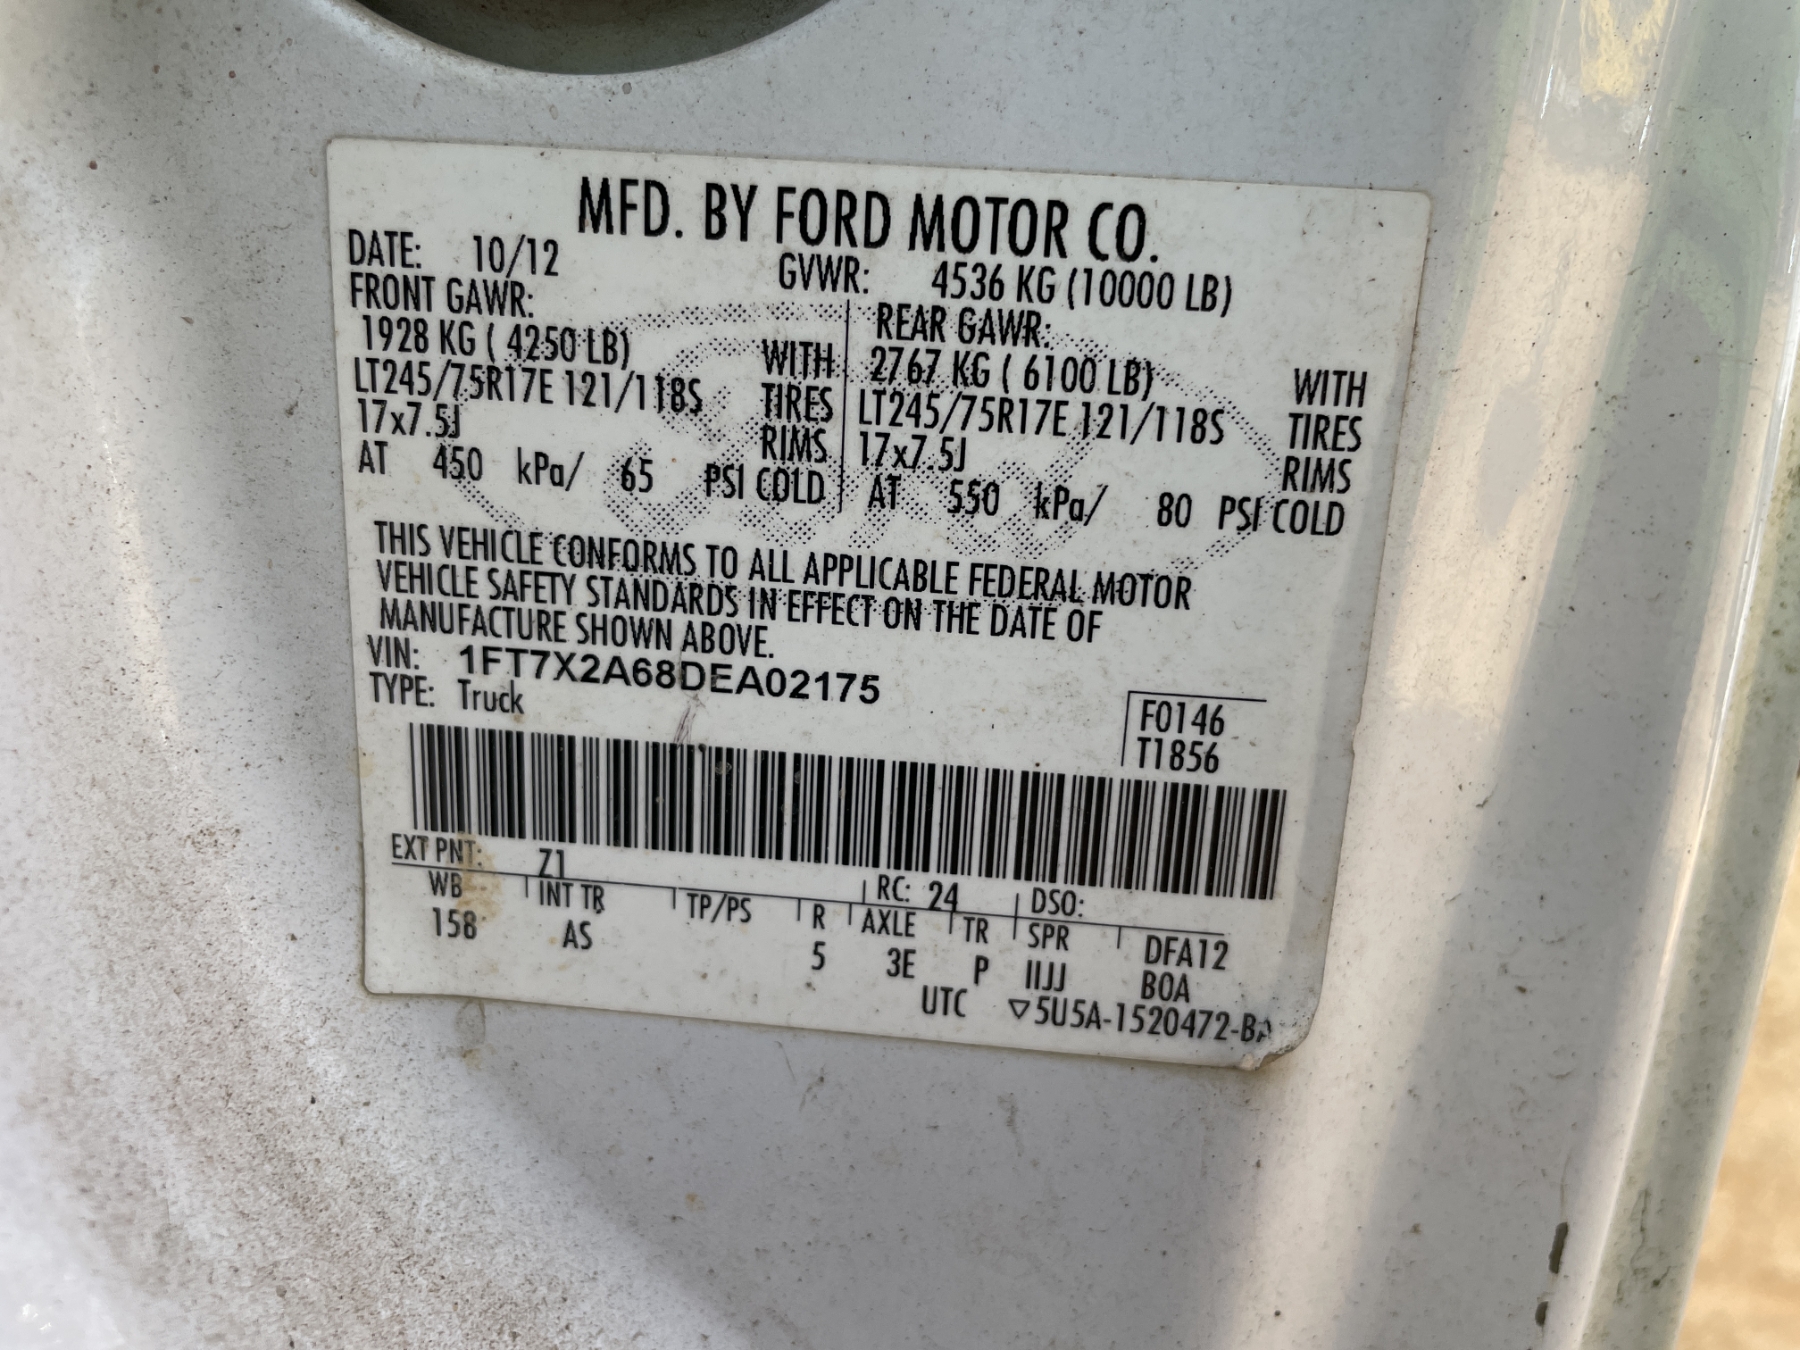 MFD. BY FORD MOTOR CO.
DATE: 10/12 GVWR: 4536 KG (10000 LB)
FRONT GAWR: REAR GAWR:
1928 KG ( 4250 LB) WITH 2767 KG ( 6100 LB) WITH
LT245/75R17E 121/118S TIRES LT245/75R17E 121/118S TIRES
17x7.5J RIMS 17x7.5J RIMS
AT 450 kPa/ 65 PSI COLD AT 550 kPa/ 80 PSI COLD
THIS VEHICLE CONFORMS TO ALL APPLICABLE FEDERAL MOTOR
VEHICLE SAFETY STANDARDS IN EFFECT ON THE DATE OF
MANUFACTURE SHOWN ABOVE.
VIN: 1FT7X2A68DEA02175
TYPE: Truck
F0146
T1856
EXT PNT: Z1 RC: 24 DSO:
WB INT TR TP/PS R AXLE TR SPR DFA12
158 AS 5 3E P IIJJ BOA
UTC ▽5U5A-1520472-BA